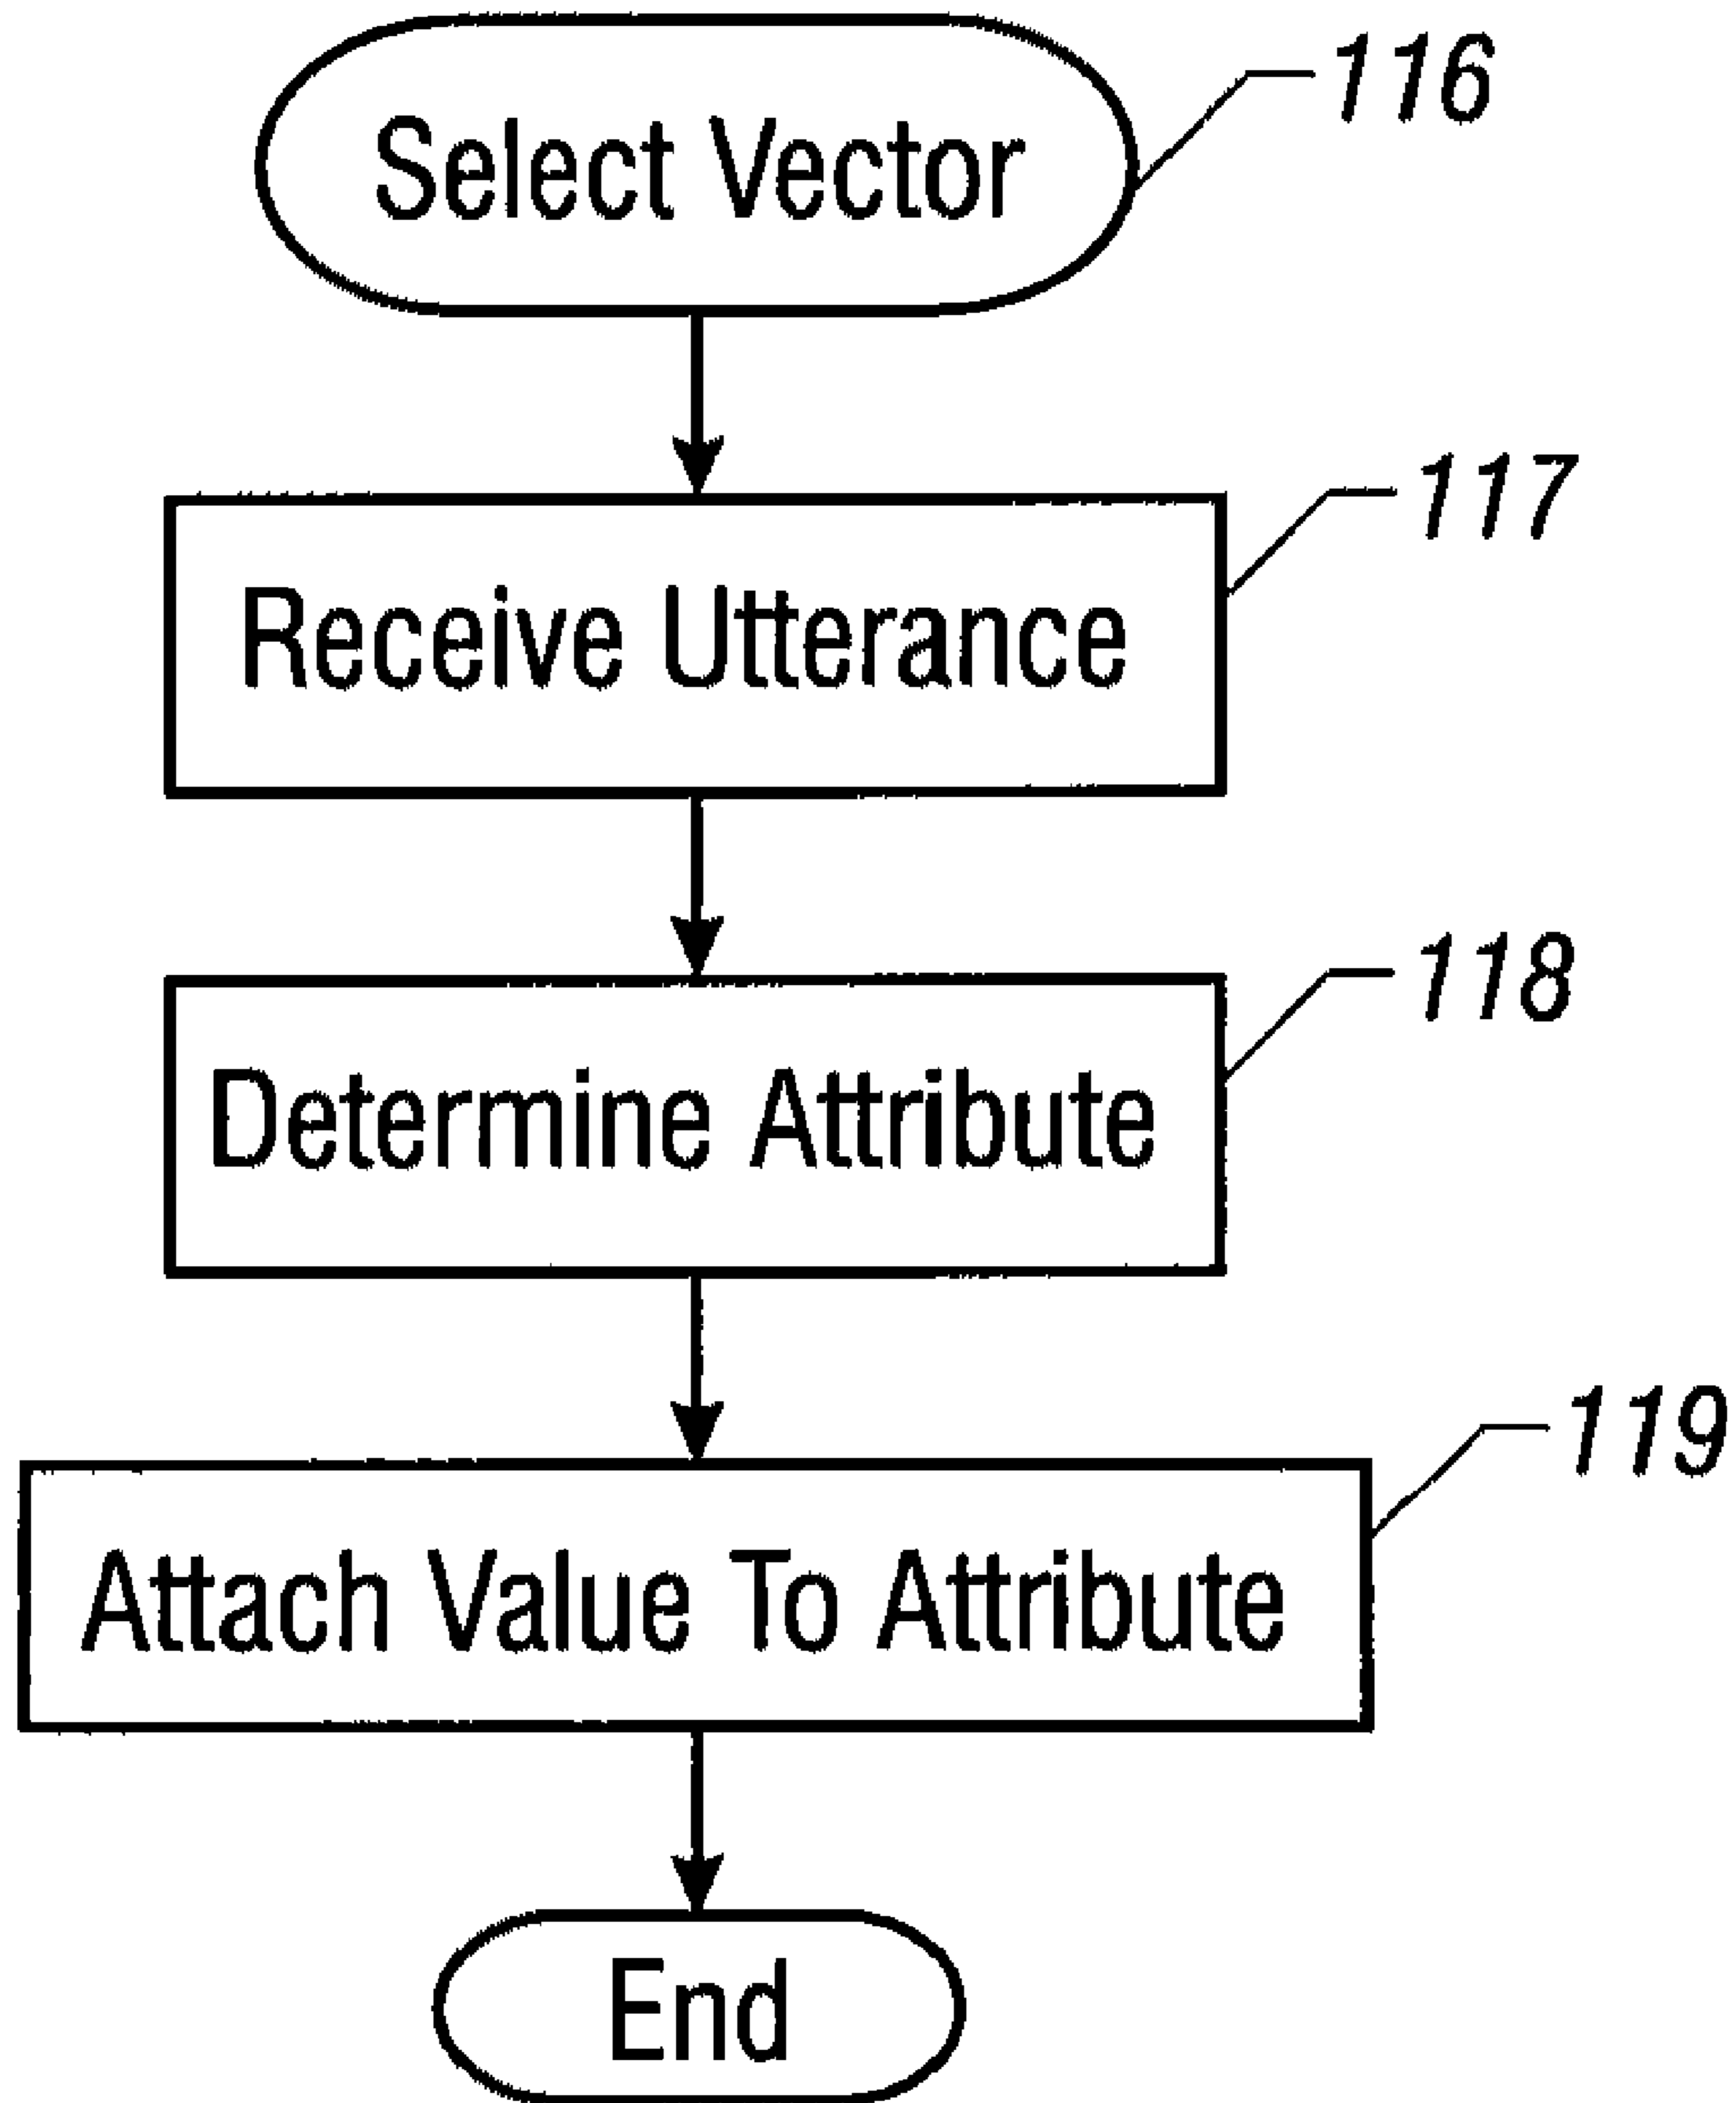 Select Vector
116
Receive Utterance
117
Determine Attribute
118
Attach Value To Attribute
119
End